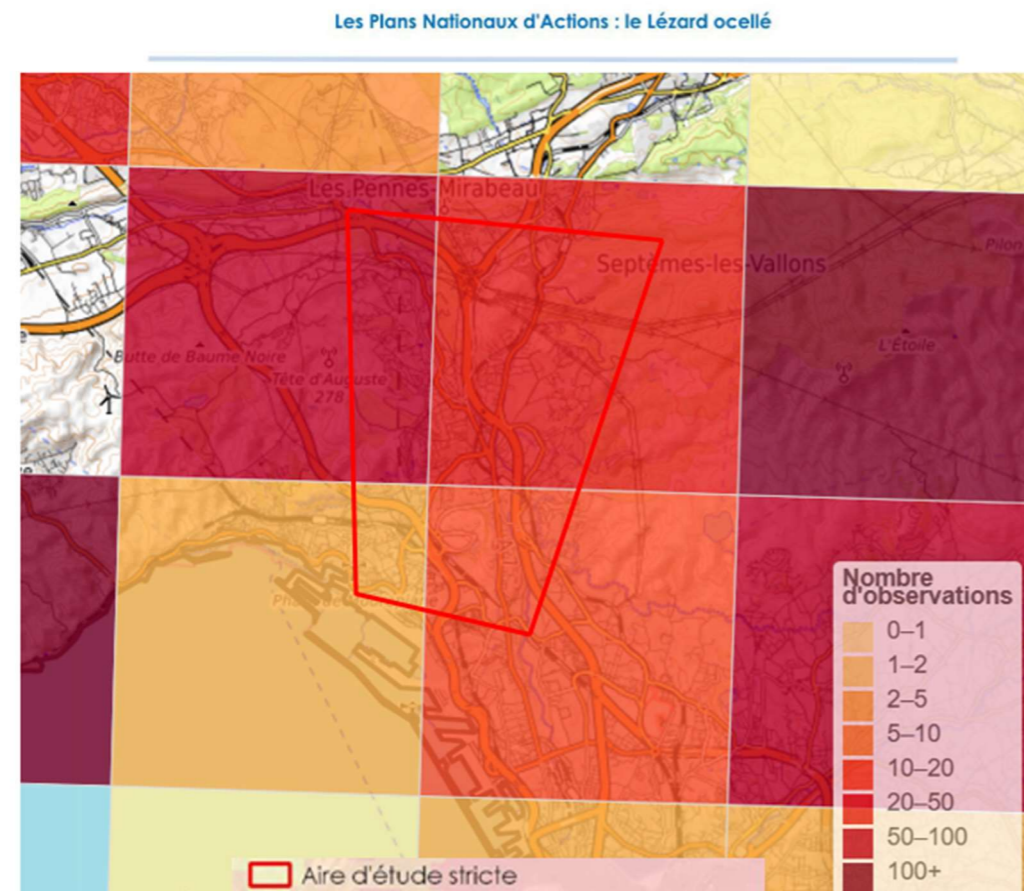 Les Plans Nationaux d'Actions : le Lézard ocellé
Les Pennes-Mirabeau
Septèmes-les-Vallons
Pilon
L'Étoile
Butte de Baume Noire
Tête d'Auguste
278
Nombre
d'observations
0–1
1–2
2–5
5–10
10–20
20–50
50–100
100+
Aire d'étude stricte